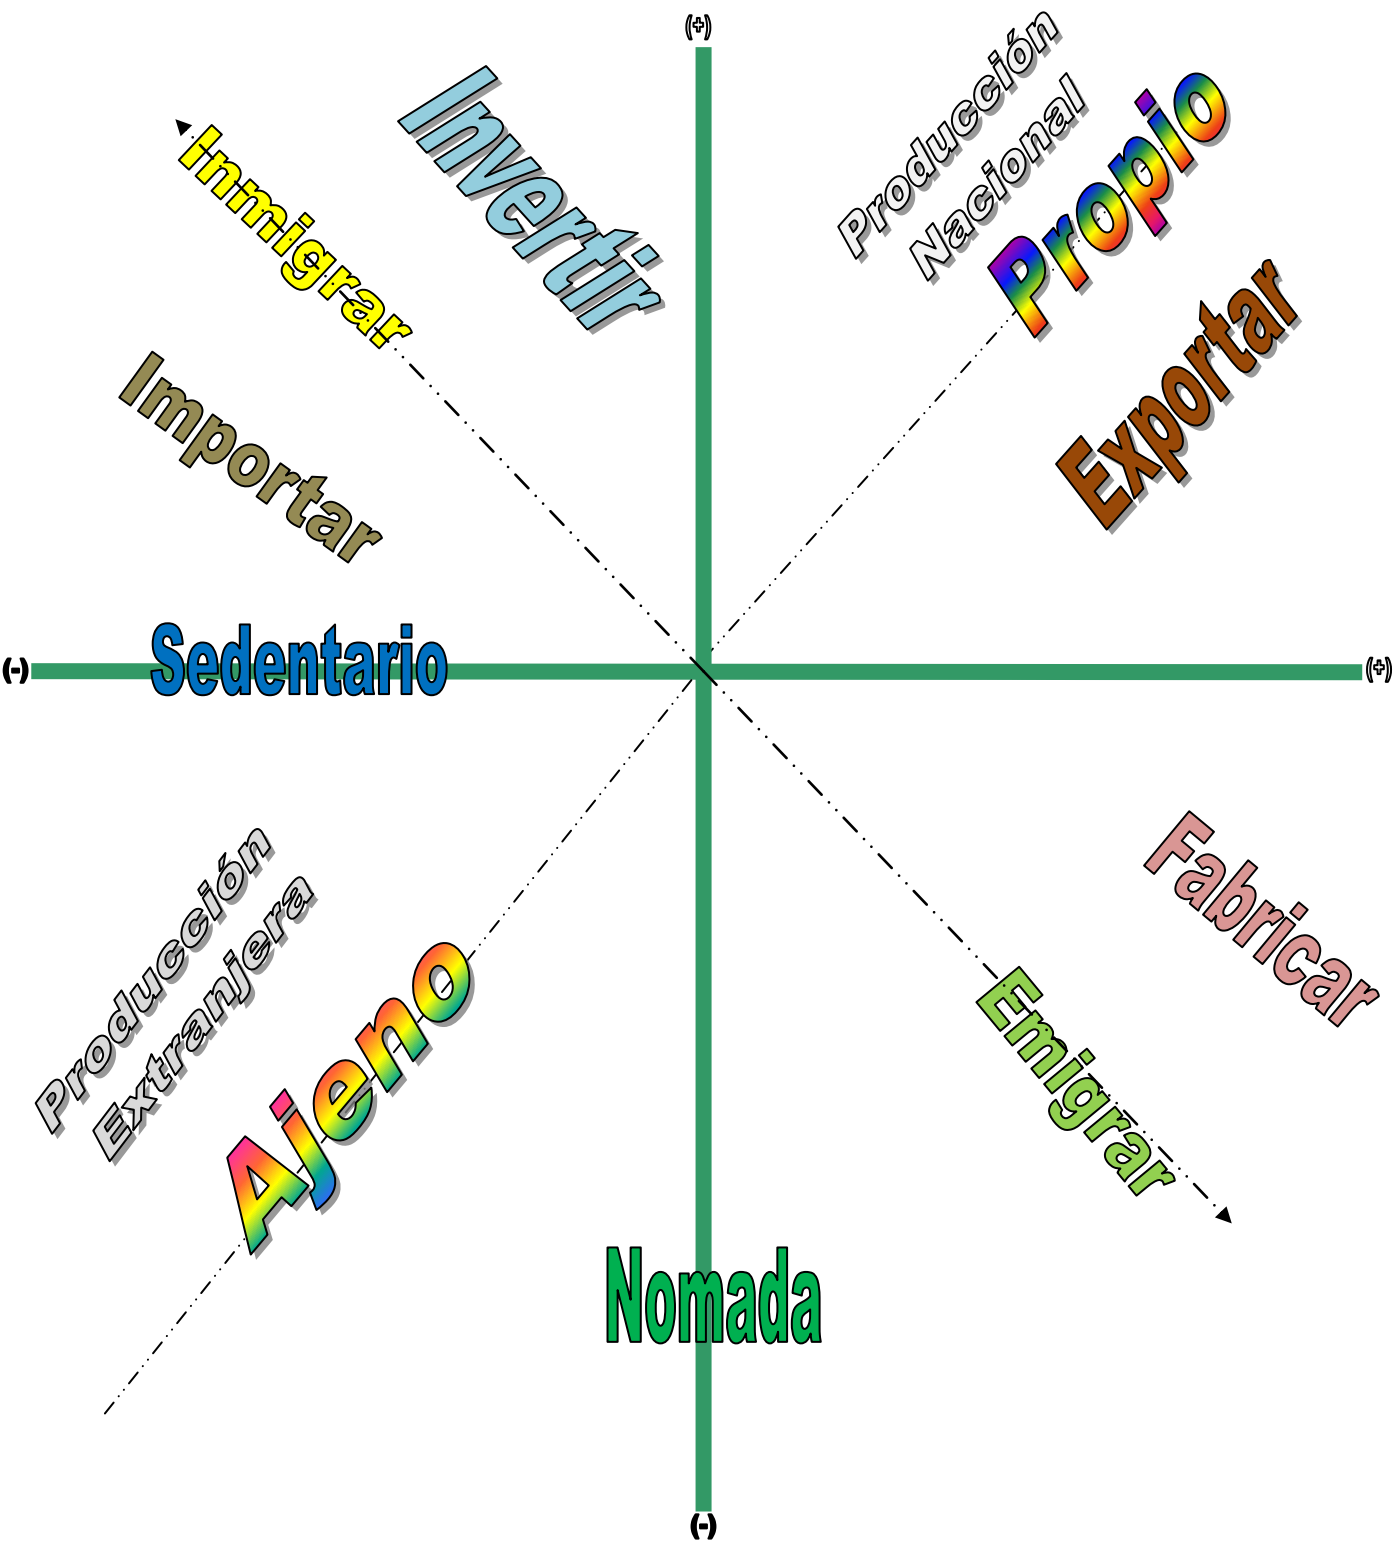 (+)
Producción
Nacional
Propio
Invertir
Inmigrar
Exportar
Importar
Sedentario
(-)
(+)
Fabricar
Producción
Extranjera
Ajeno
Emigrar
Nomada
(-)